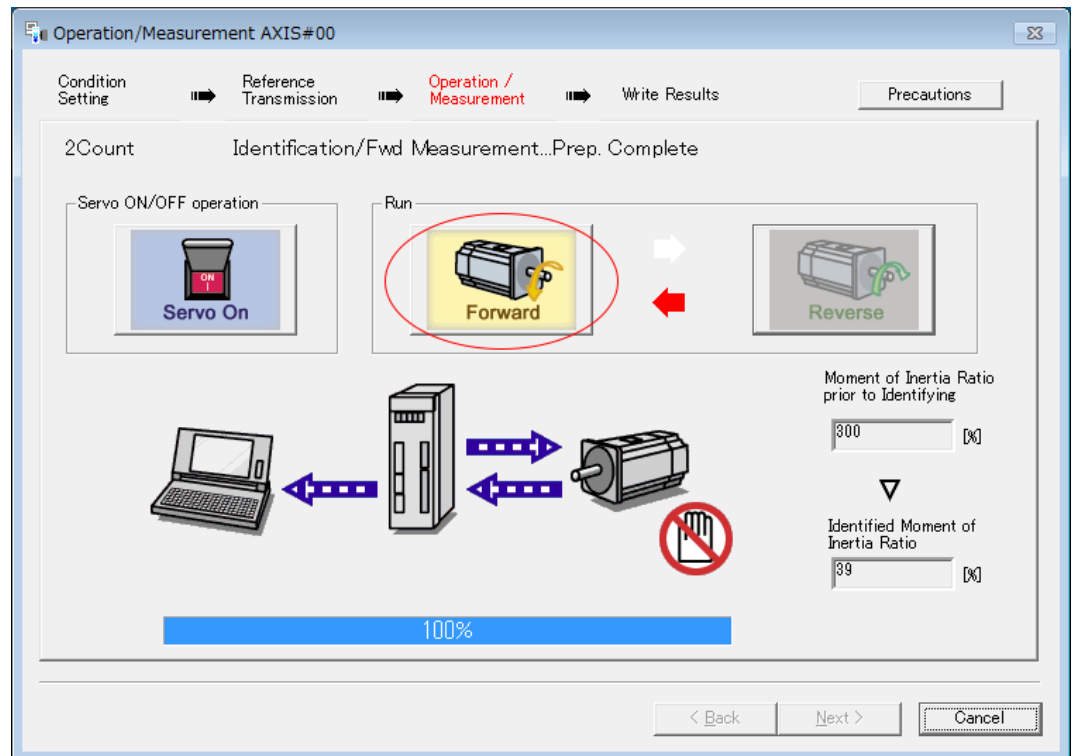 Operation/Measurement AXIS#00
Condition
Setting
Reference
Transmission
Operation /
Measurement
Write Results
Precautions
2Count Identification/Fwd Measurement...Prep. Complete
Servo ON/OFF operation
Run
ON
I
Servo On
Forward
Reverse
Moment of Inertia Ratio
prior to Identifying
300 [%]
Identified Moment of
Inertia Ratio
39 [%]
100%
< Back
Next >
Cancel